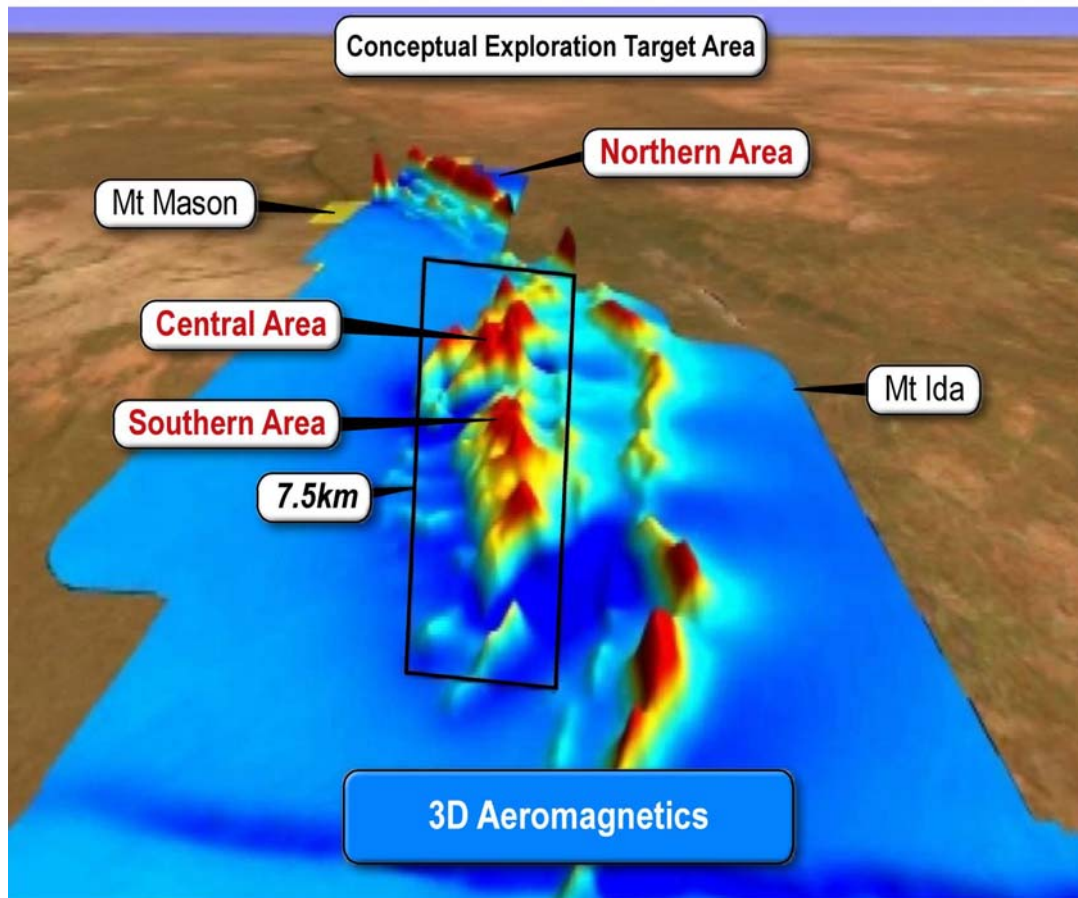 Conceptual Exploration Target Area
Northern Area
Mt Mason
Central Area
Mt Ida
Southern Area
7.5km
3D Aeromagnetics